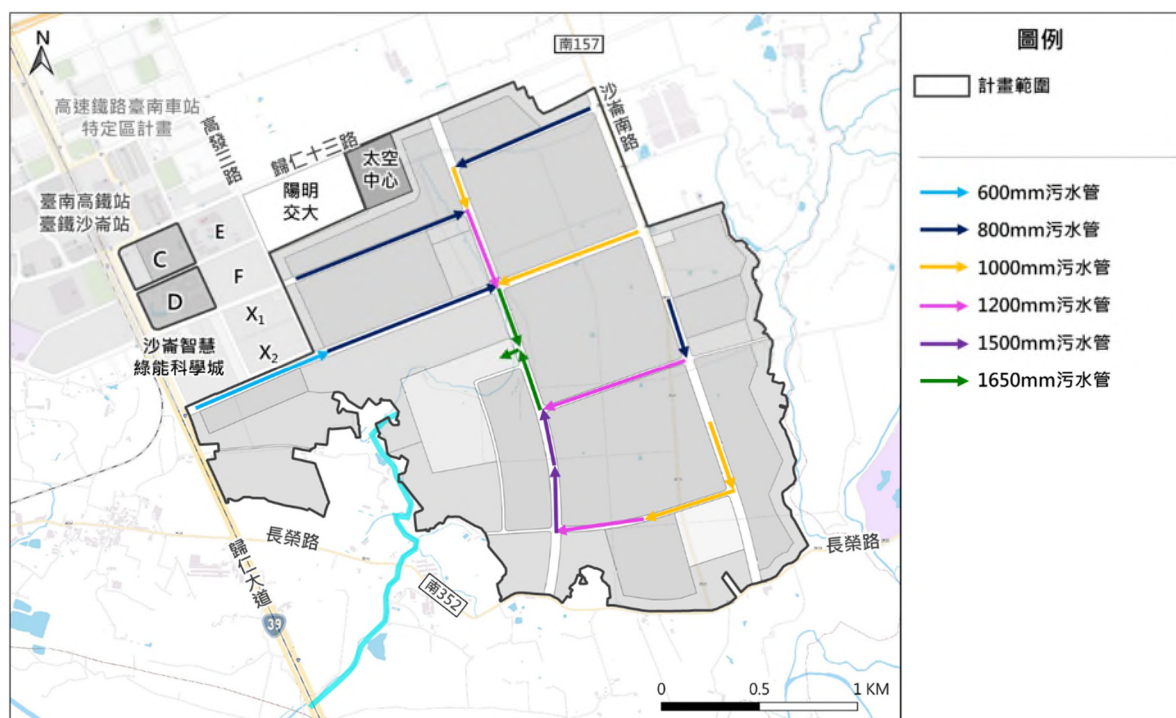 N
南157
高速鐵路臺南車站
特定區計畫
高發三路
歸仁十三路
沙崙南路
太空
中心
陽明
交大
臺南高鐵站
臺鐵沙崙站
C
E
D
F
X1
X2
沙崙智慧
綠能科學城
長榮路
長榮路
歸仁大道
南352
39
0 0.5 1 KM
圖例
計畫範圍
600mm污水管
800mm污水管
1000mm污水管
1200mm污水管
1500mm污水管
1650mm污水管